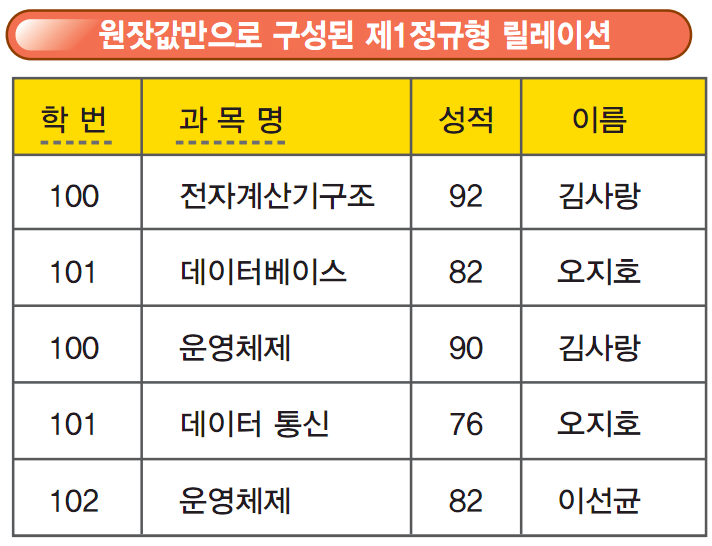 원잣값만으로 구성된 제1정규형 릴레이션
학 번 과 목 명 성적 이름
100 전자계산기구조 92 김사랑
101 데이터베이스 82 오지호
100 운영체제 90 김사랑
101 데이터 통신 76 오지호
102 운영체제 82 이선균